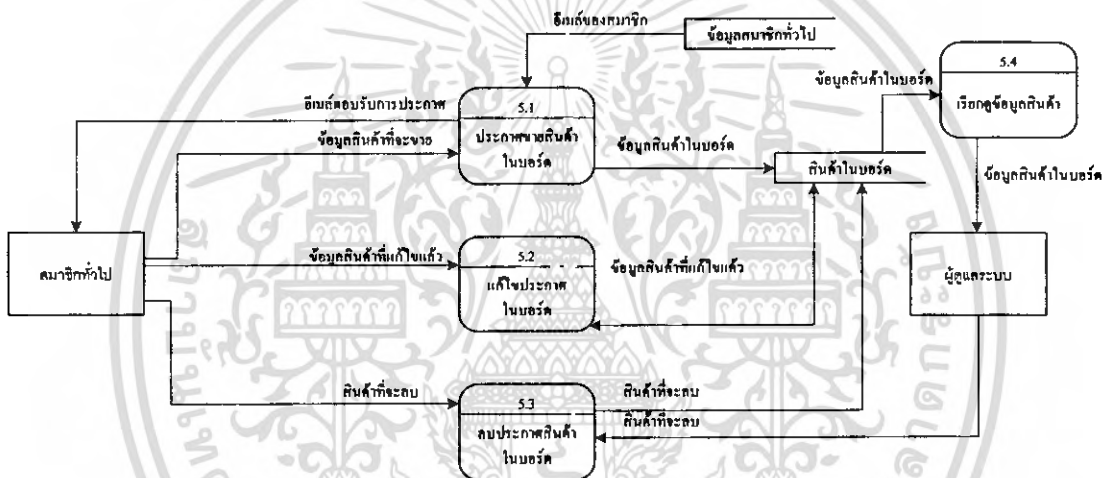 อีเมล์ของสมาชิก
ข้อมูลสมาชิกทั่วไป
5.4
เรียกดูข้อมูลสินค้า
ข้อมูลสินค้าในบอร์ด
อีเมล์ตอบรับการประกาศ
5.1
ประกาศขายสินค้า
ในบอร์ด
ข้อมูลสินค้าที่จะขาย
ข้อมูลสินค้าในบอร์ด
สินค้าในบอร์ด
ข้อมูลสินค้าในบอร์ด
สมาชิกทั่วไป
ข้อมูลสินค้าที่แก้ไขแล้ว
5.2
แก้ไขประกาศ
ในบอร์ด
ข้อมูลสินค้าที่แก้ไขแล้ว
ผู้ดูแลระบบ
สินค้าที่จะลบ
5.3
ลบประกาศสินค้า
ในบอร์ด
สินค้าที่จะลบ
สินค้าที่จะลบ